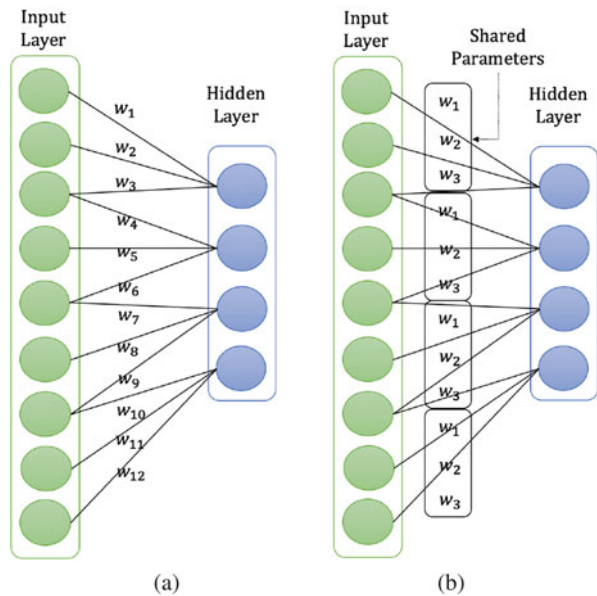 Input
Layer
Hidden
Layer
w₁
w₂
w₃
w₄
w₅
w₆
w₇
w₈
w₉
w₁₀
w₁₁
w₁₂
(a)
Input
Layer
Shared
Parameters
Hidden
Layer
w₁
w₂
w₃
w₁
w₂
w₃
w₁
w₂
w₃
w₁
w₂
w₃
(b)